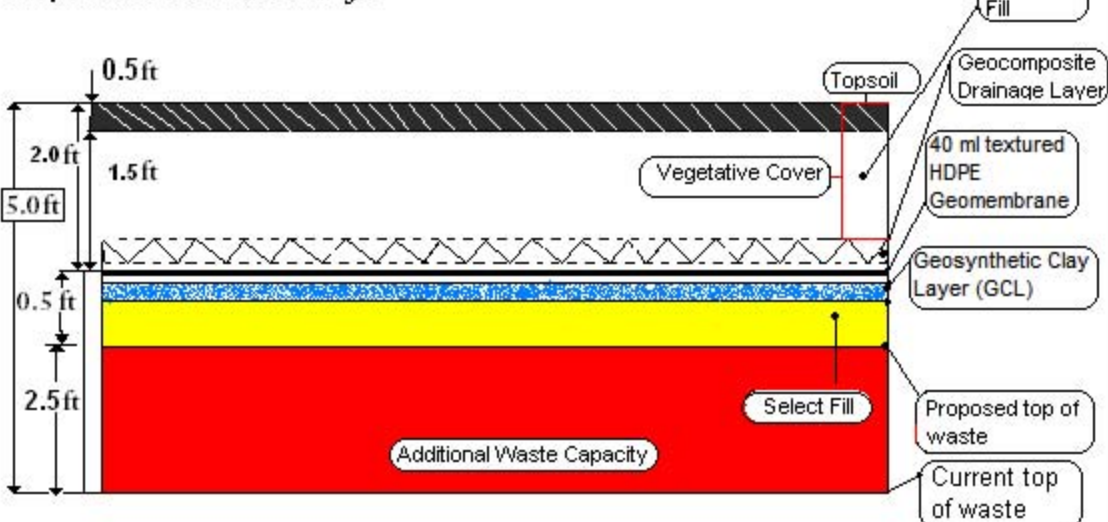 Fill
0.5ft
Geocomposite
Drainage Layer
Topsoil
2.0ft
1.5ft
Vegetative Cover
40 ml textured
HDPE
Geomembrane
5.0ft
Geosynthetic Clay
Layer (GCL)
0.5 ft
2.5ft
Select Fill
Proposed top of
waste
Additional Waste Capacity
Current top
of waste